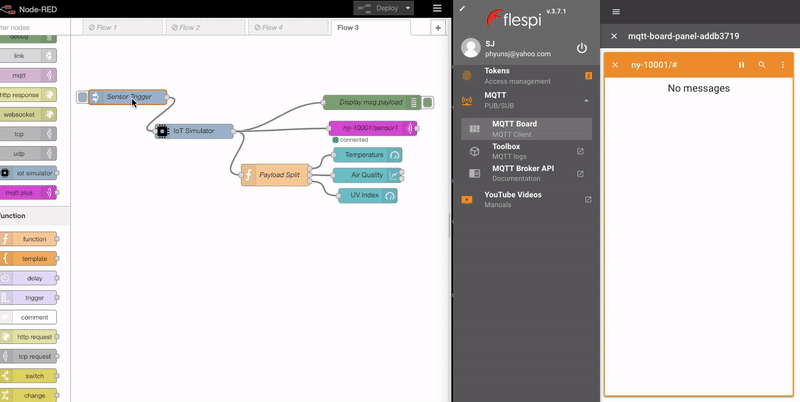 Node-RED
Deploy
ter nodes
Flow 1
Flow 2
Flow 4
Flow 3
debug
link
mqtt
http response
websocket
tcp
udp
iot simulator
mqtt plus
unction
function
template
delay
trigger
comment
http request
tcp request
switch
change
Sensor Trigger
IoT Simulator
Display msg.payload
ny-10001/sensor1
connected
Payload Split
Temperature
Air Quality
UV Index
flespi
v.3.7.1
SJ
phyunsj@yahoo.com
Tokens
Access management
MQTT
PUB/SUB
MQTT Board
MQTT Client
Toolbox
MQTT logs
MQTT Broker API
Documentation
YouTube Videos
Manuals
mqtt-board-panel-addb3719
ny-10001/#
No messages